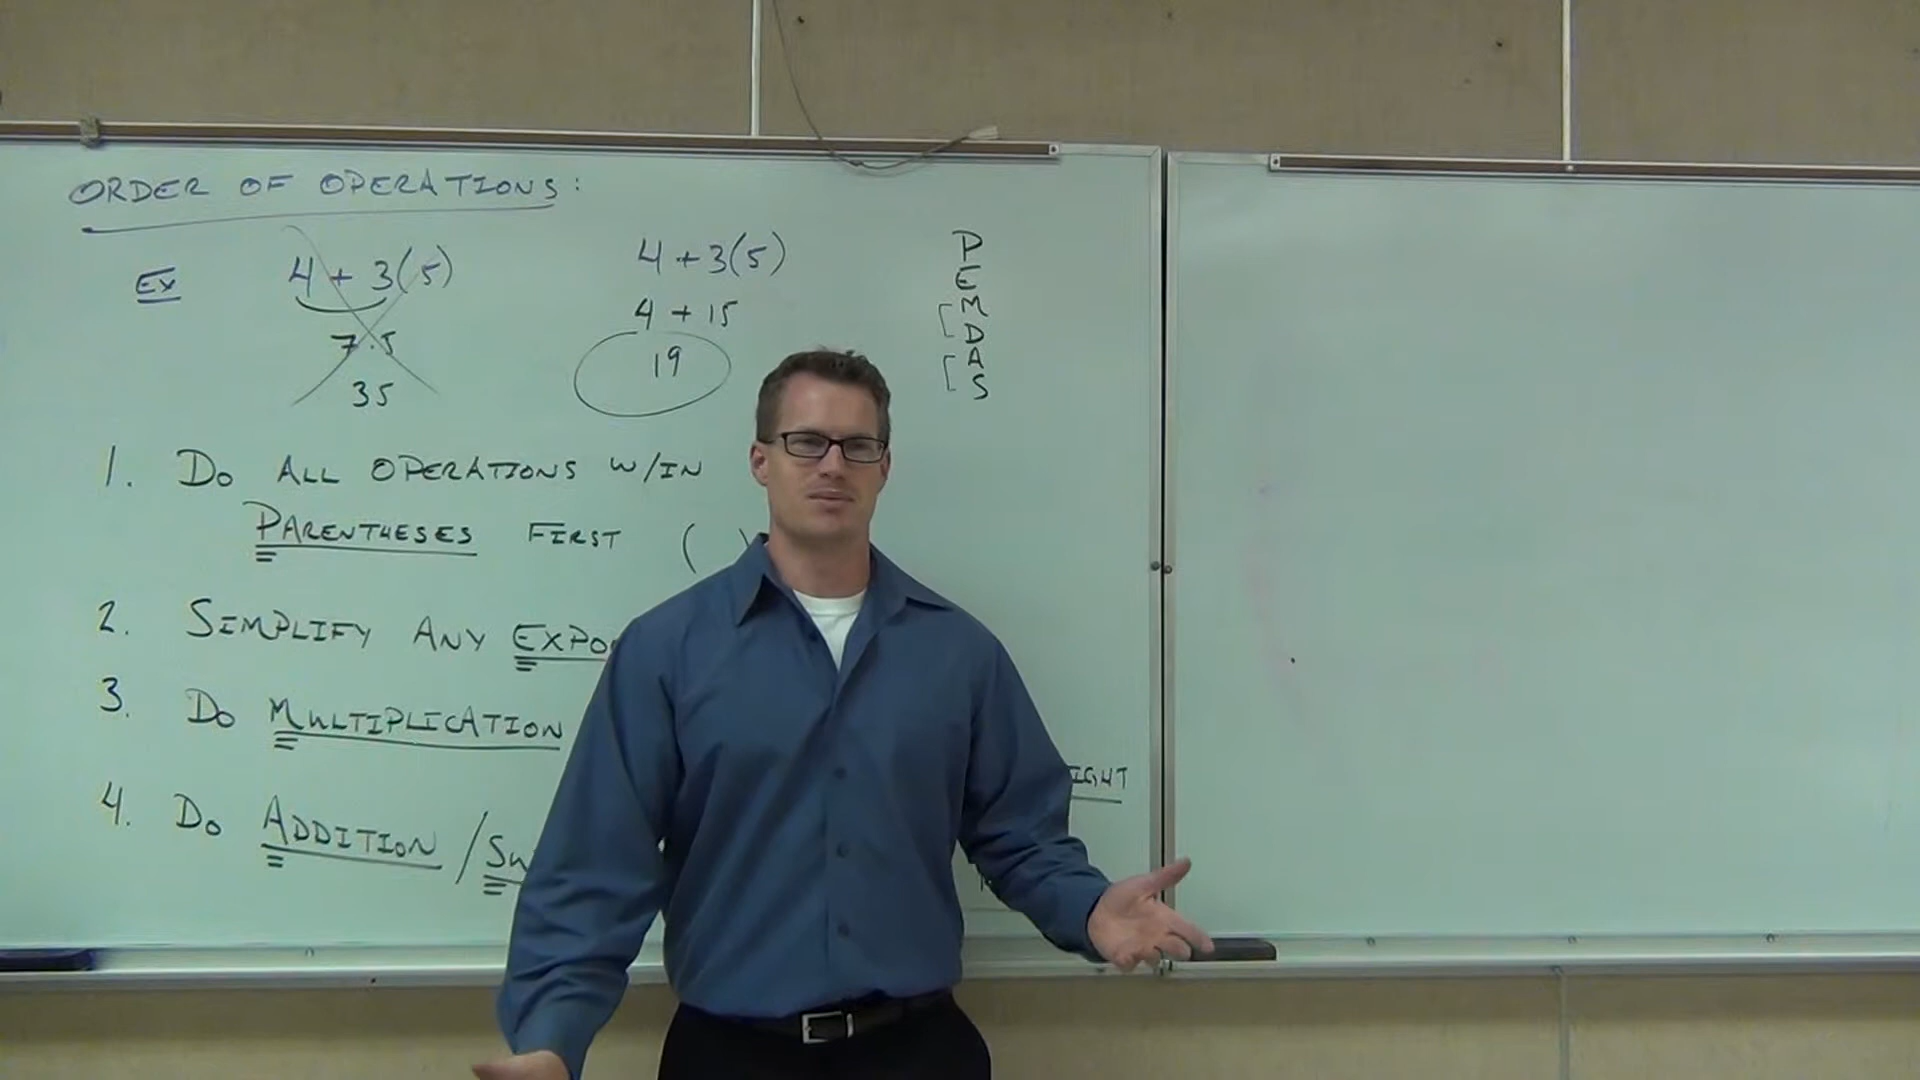 ORDER OF OPERATIONS:
Ex
4 + 3(5)
7·5
35
4 + 3(5)
4 + 15
19
P
E
M
D
A
S
1. DO ALL OPERATIONS W/IN
PARENTHESES FIRST ( )
2. SIMPLIFY ANY
3. DO MULTIPLICATION
4. DO ADDITION /